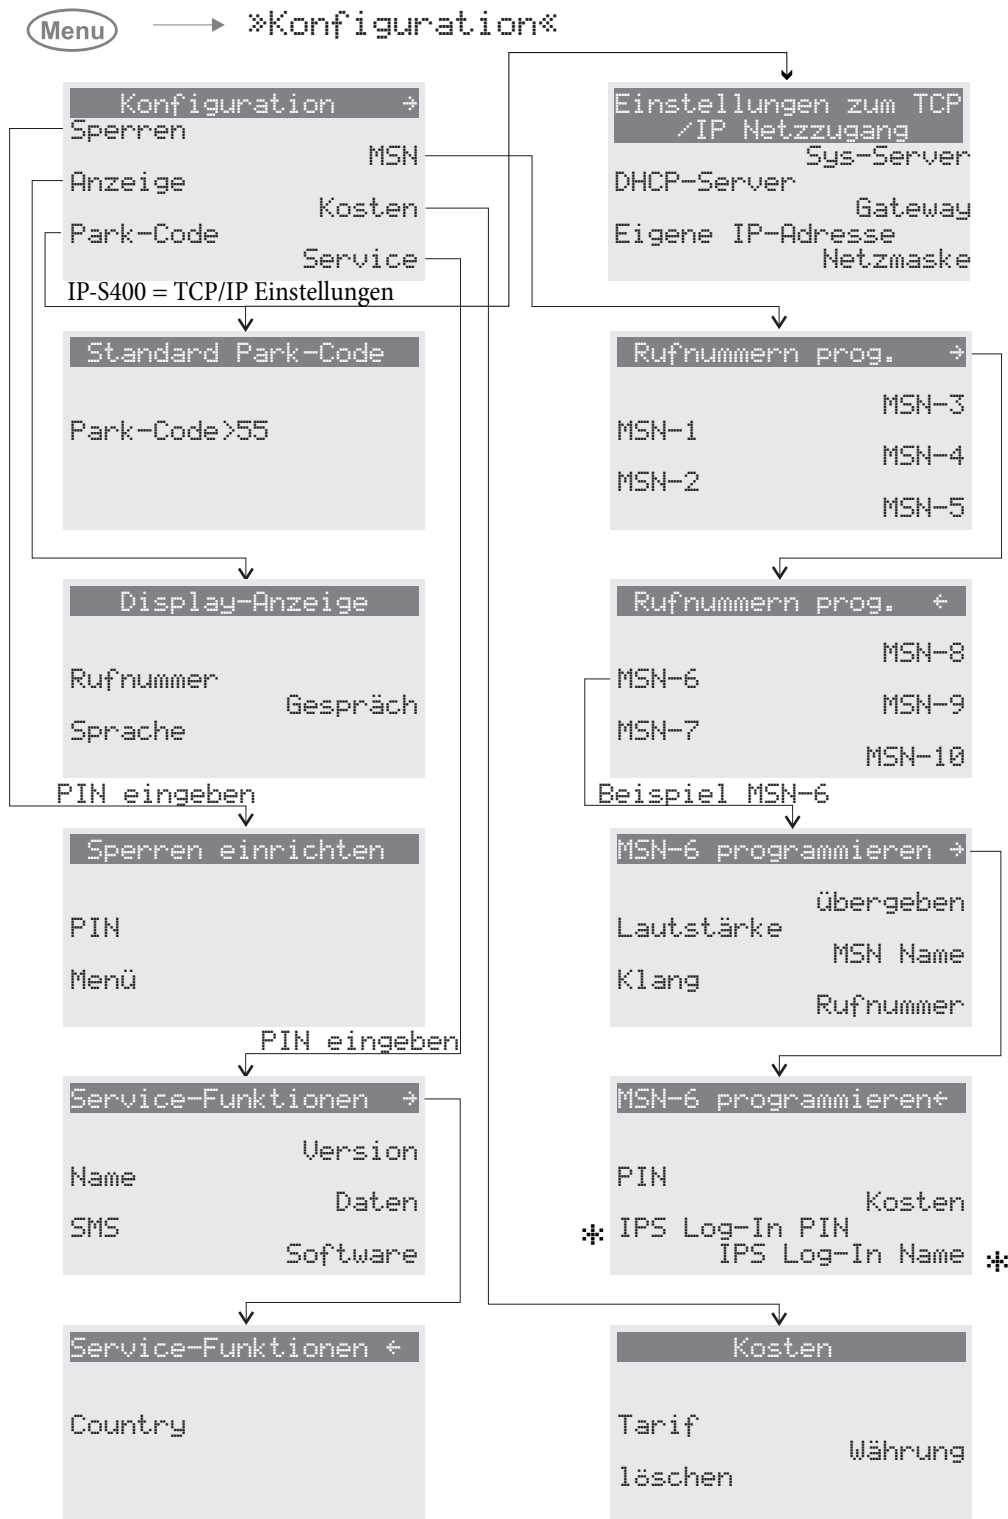 Menu → »Konfiguration«
Konfiguration →
Sperren
MSN
Anzeige
Kosten
Park-Code
Service
IP-S400 = TCP/IP Einstellungen
Einstellungen zum TCP
/IP Netzzugang
Sys-Server
DHCP-Server
Gateway
Eigene IP-Adresse
Netzmaske
Standard Park-Code
Park-Code>55
Rufnummern prog. →
MSN-3
MSN-1
MSN-4
MSN-2
MSN-5
Display-Anzeige
Rufnummer
Gespräch
Sprache
Rufnummern prog. ←
MSN-8
MSN-6
MSN-9
MSN-7
MSN-10
PIN eingeben
Beispiel MSN-6
Sperren einrichten
PIN
Menü
MSN-6 programmieren →
übergeben
Lautstärke
MSN Name
Klang
Rufnummer
PIN eingeben
Service-Funktionen →
Version
Name
Daten
SMS
Software
MSN-6 programmieren←
PIN
Kosten
* IPS Log-In PIN
IPS Log-In Name *
Service-Funktionen ←
Country
Kosten
Tarif
Währung
löschen